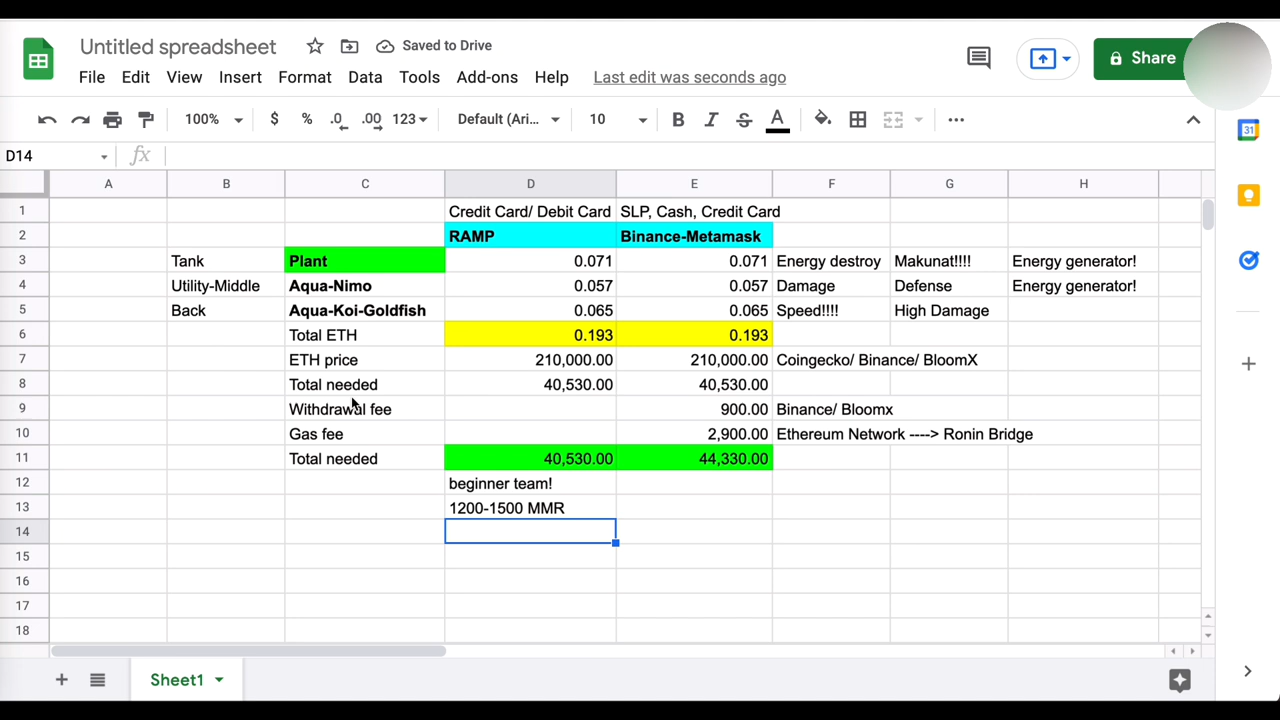 Untitled spreadsheet Saved to Drive
File Edit View Insert Format Data Tools Add-ons Help Last edit was seconds ago Share
100% $ % .0 .00 123 Default (Ari... 10 B I S A ...
D14 fx
31
A B C D E F G H
1 Credit Card/ Debit Card SLP, Cash, Credit Card
2 RAMP Binance-Metamask
3 Tank Plant 0.071 0.071 Energy destroy Makunat!!!! Energy generator!
4 Utility-Middle Aqua-Nimo 0.057 0.057 Damage Defense Energy generator!
5 Back Aqua-Koi-Goldfish 0.065 0.065 Speed!!!! High Damage
6 Total ETH 0.193 0.193
7 ETH price 210,000.00 210,000.00 Coingecko/ Binance/ BloomX
8 Total needed 40,530.00 40,530.00
9 Withdrawal fee 900.00 Binance/ Bloomx
10 Gas fee 2,900.00 Ethereum Network ----> Ronin Bridge
11 Total needed 40,530.00 44,330.00
12 beginner team!
13 1200-1500 MMR
14
15
16
17
18
Sheet1